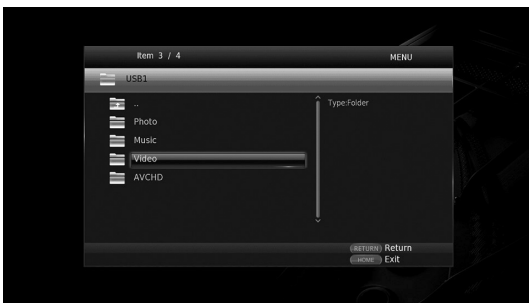 Item 3 / 4 MENU
USB1
..
Photo
Music
Video
AVCHD
Type:Folder
RETURN Return
HOME Exit